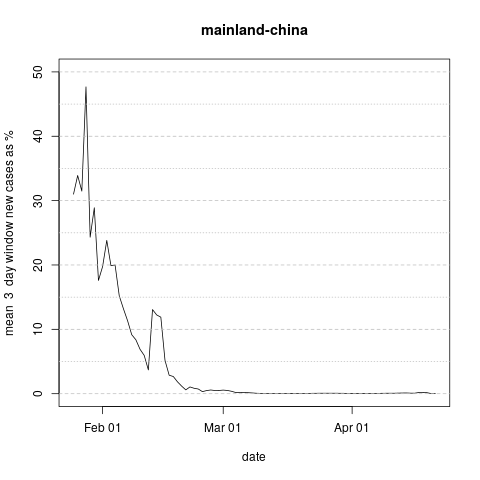 mainland-china
mean 3 day window new cases as %
50
40
30
20
10
0
Feb 01
Mar 01
Apr 01
date